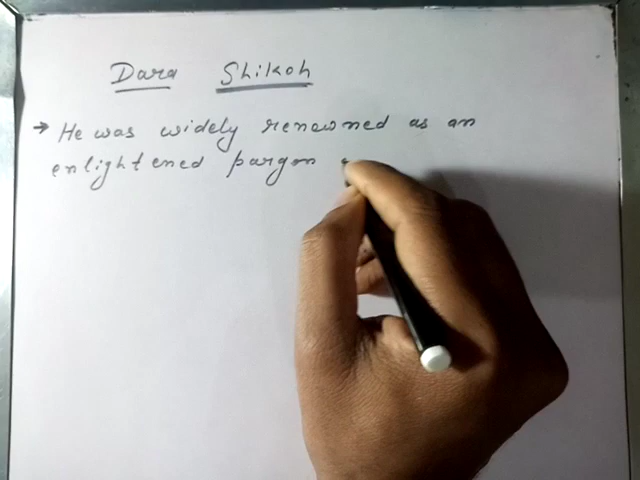 Dara Shikoh
→ He was widely renowned as an
enlightened pargon